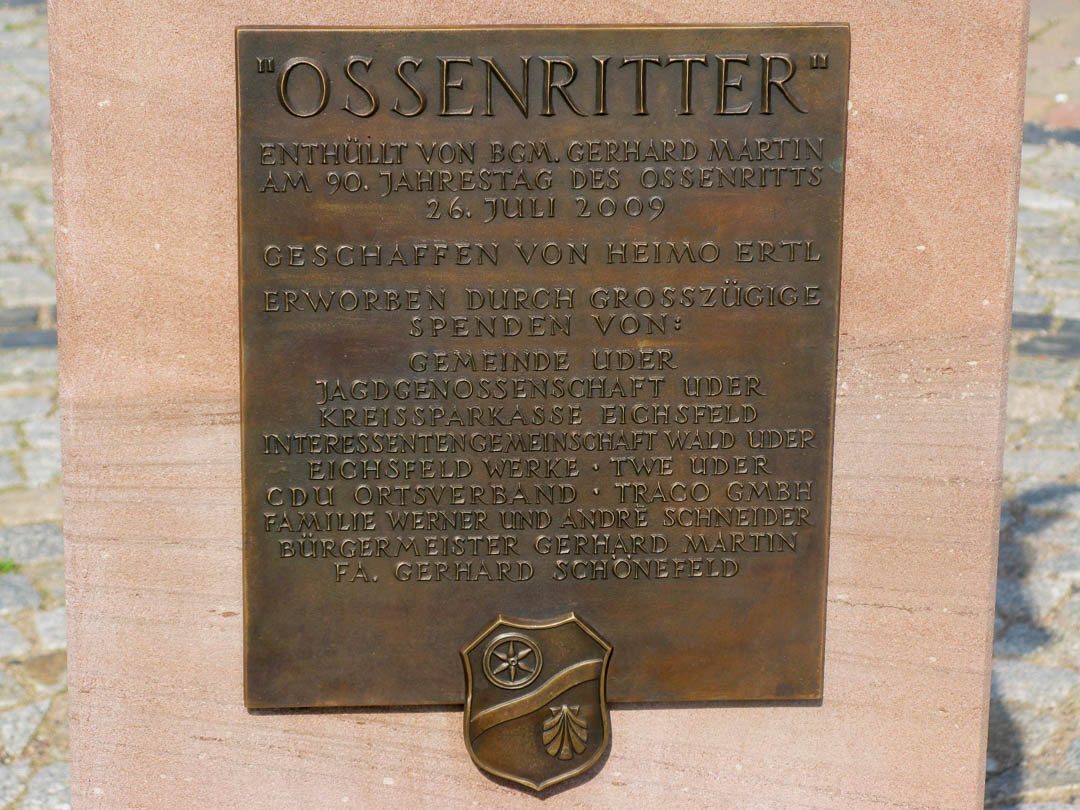 "OSSENRITTER"
ENTHÜLLT VON BGM. GERHARD MARTIN
AM 90. JAHRESTAG DES OSSENRITTS
26. JULI 2009
GESCHAFFEN VON HEIMO ERTL
ERWORBEN DURCH GROSSZÜGIGE
SPENDEN VON:
GEMEINDE UDER
JAGDGENOSSENSCHAFT UDER
KREISSPARKASSE EICHSFELD
INTERESSENTENGEMEINSCHAFT WALD UDER
EICHSFELD WERKE · TWE UDER
CDU ORTSVERBAND · TRACO GMBH
FAMILIE WERNER UND ANDRÈ SCHNEIDER
BÜRGERMEISTER GERHARD MARTIN
FA. GERHARD SCHÖNEFELD